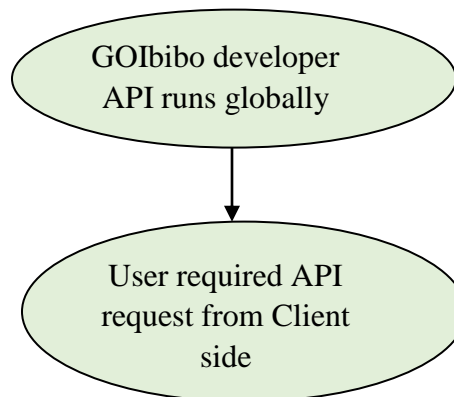 GOIbibo developer
API runs globally
User required API
request from Client
side